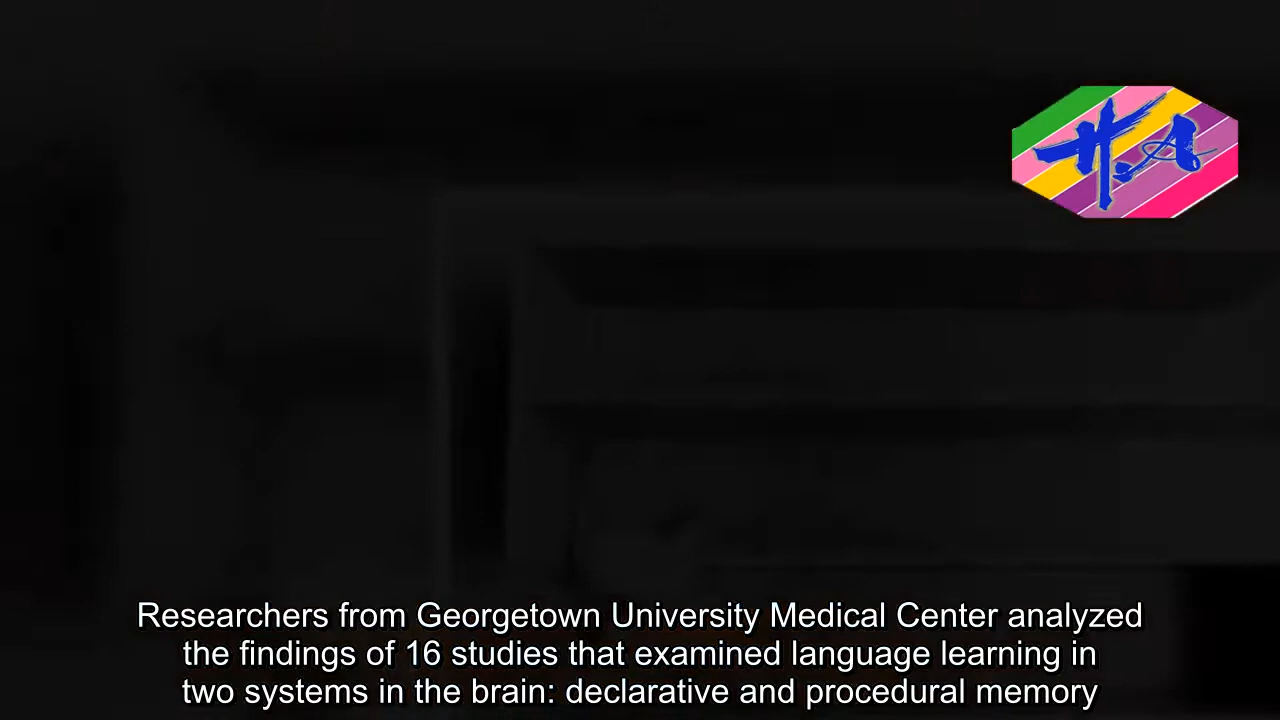 Researchers from Georgetown University Medical Center analyzed
the findings of 16 studies that examined language learning in
two systems in the brain: declarative and procedural memory